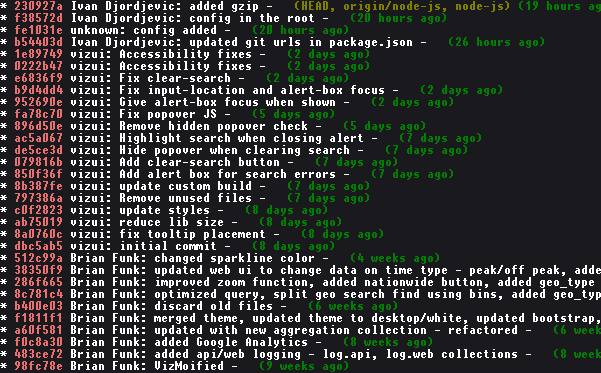 * 230927a Ivan Djordjevic: added gzip - (HEAD, origin/node-js, node-js) (19 hours ag
* f38572d Ivan Djordjevic: config in the root - (20 hours ago)
* fe1031e unknown: config added - (20 hours ago)
* b54403d Ivan Djordjevic: updated git urls in package.json - (26 hours ago)
* 1e89749 vizui: Accessibility fixes - (2 days ago)
* 0222b47 vizui: Accessibility fixes - (2 days ago)
* e6836f9 vizui: Fix clear-search - (2 days ago)
* b9d4dd4 vizui: Fix input-location and alert-box focus - (2 days ago)
* 952690e vizui: Give alert-box focus when shown - (2 days ago)
* fa78c70 vizui: Fix popover JS - (5 days ago)
* 896d50e vizui: Remove hidden popover check - (5 days ago)
* ac5a067 vizui: Highlight search when closing alert - (7 days ago)
* de5ce3d vizui: Hide popover when clearing search - (7 days ago)
* 079816b vizui: Add clear-search button - (7 days ago)
* 850f36f vizui: Add alert box for search errors - (7 days ago)
* 8b387fe vizui: update custom build - (7 days ago)
* 797386a vizui: Remove unused files - (7 days ago)
* c0f2823 vizui: update styles - (8 days ago)
* ab75019 vizui: reduce lib size - (8 days ago)
* 8a0760c vizui: fix tooltip placement - (8 days ago)
* dbc5ab5 vizui: initial commit - (8 days ago)
* 512c99a Brian Funk: changed sparkline color - (4 weeks ago)
* 38350f9 Brian Funk: updated web ui to change data on time type - peak/off peak, adde
* 286f665 Brian Funk: improved zoom function, added nationwide button, added geo_type
* 8c781c4 Brian Funk: optimized query, split geo search find using bins, added geo_typ
* b400e03 Brian Funk: discard old files - (6 weeks ago)
* f1811f1 Brian Funk: merged theme, updated theme to desktop/white, updated bootstrap,
* a60f581 Brian Funk: updated with new aggregation collection - refactored - (6 week
* f0c8a30 Brian Funk: added Google Analytics - (8 weeks ago)
* 483ce72 Brian Funk: added api/web logging - log.api, log.web collections - (8 week
* 98fc78e Brian Funk: VizMoified - (9 weeks ago)